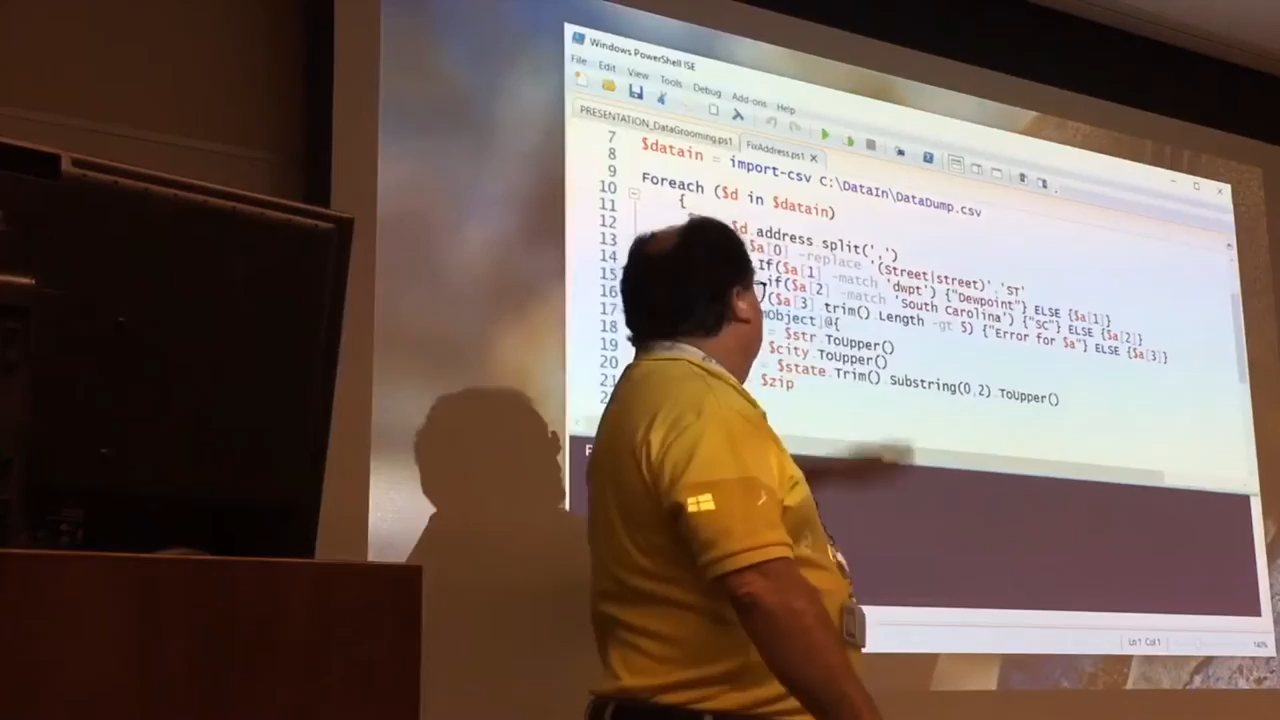 Windows PowerShell ISE
File Edit View Tools Debug Add-ons Help
PRESENTATION_DataGrooming.ps1 FixAddress.ps1
7
8 $datain = import-csv C:\DataIn\DataDump.csv
9
10 Foreach ($d in $datain)
11 {
12 $d.address.split(',')
13 $a[0] -replace '(Street|street)','ST'
14 If($a[1] -match 'dwpt') {"Dewpoint"} ELSE {$a[1]}
15 if($a[2] -match 'South Carolina') {"SC"} ELSE {$a[2]}
16 ($a[3].trim().Length -gt 5) {"Error for $a"} ELSE {$a[3]}
17 object]@{
18 = $str.ToUpper()
19 $city.ToUpper()
20 = $state.Trim().Substring(0,2).ToUpper()
21 $zip
Ln 1 Col 1 140%